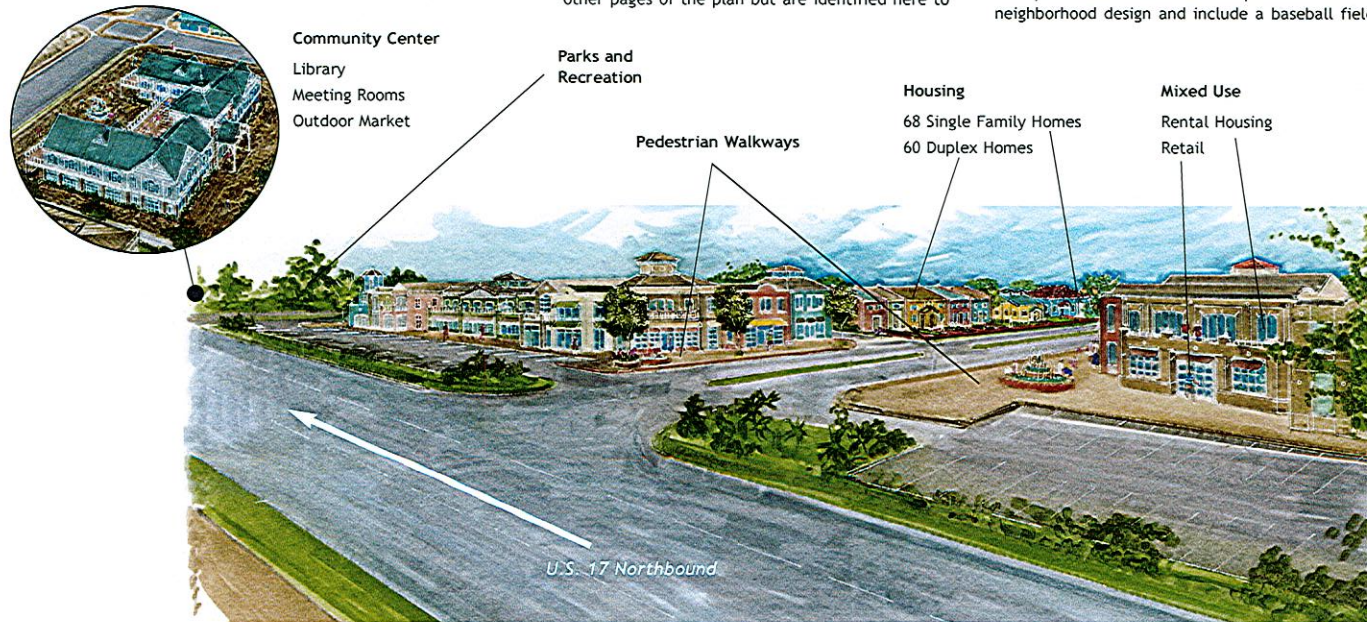 other pages of the plan but are identified here to
neighborhood design and include a baseball field
Community Center
Library
Meeting Rooms
Outdoor Market
Parks and
Recreation
Pedestrian Walkways
Housing
68 Single Family Homes
60 Duplex Homes
Mixed Use
Rental Housing
Retail
U.S. 17 Northbound